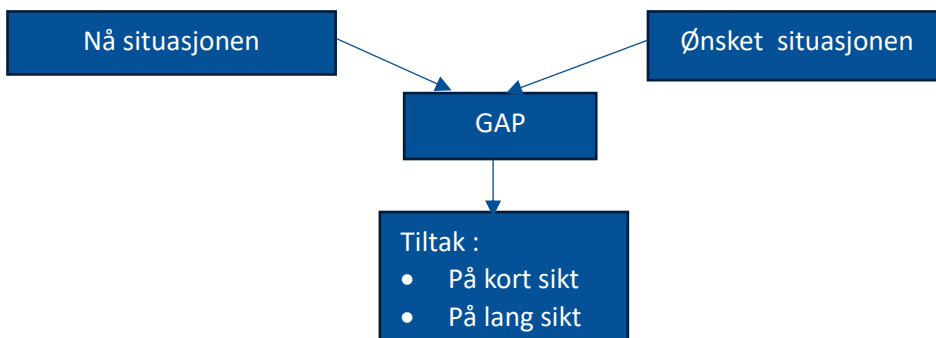 Nå situasjonen
Ønsket  situasjonen
GAP
Tiltak :
• På kort sikt
• På lang sikt